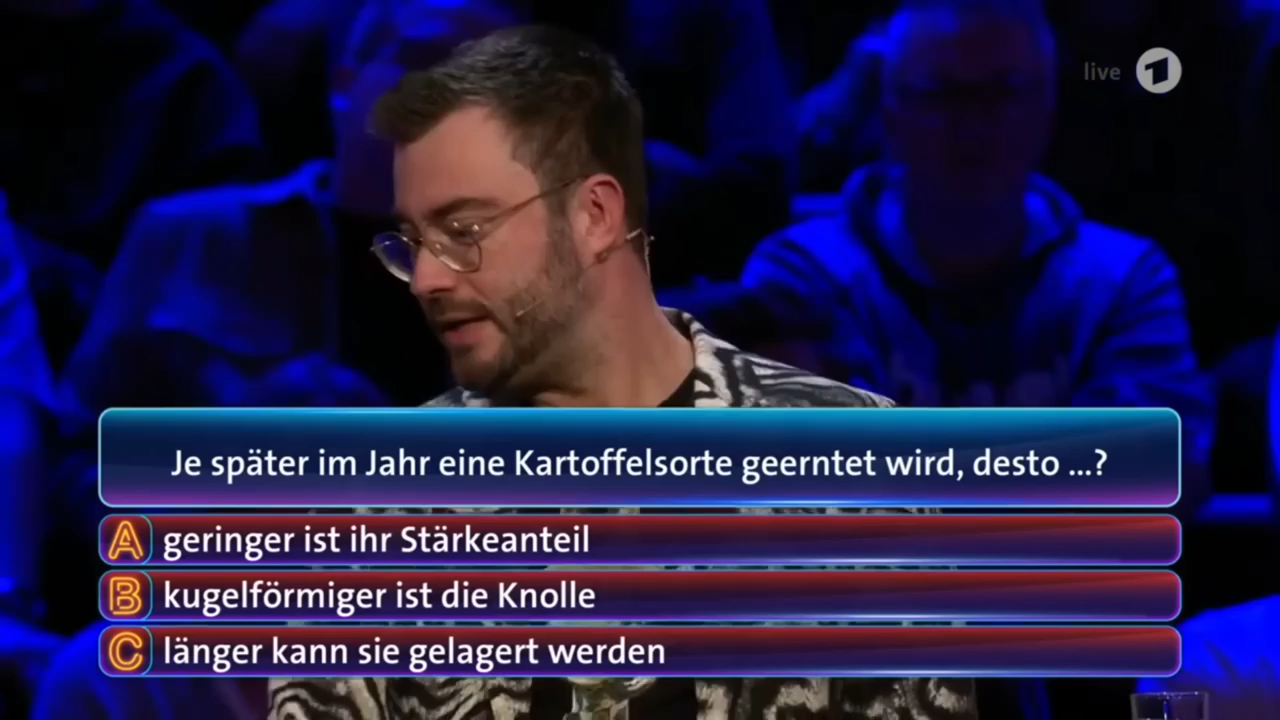 live 1
Je später im Jahr eine Kartoffelsorte geerntet wird, desto ...?
A geringer ist ihr Stärkeanteil
B kugelförmiger ist die Knolle
C länger kann sie gelagert werden